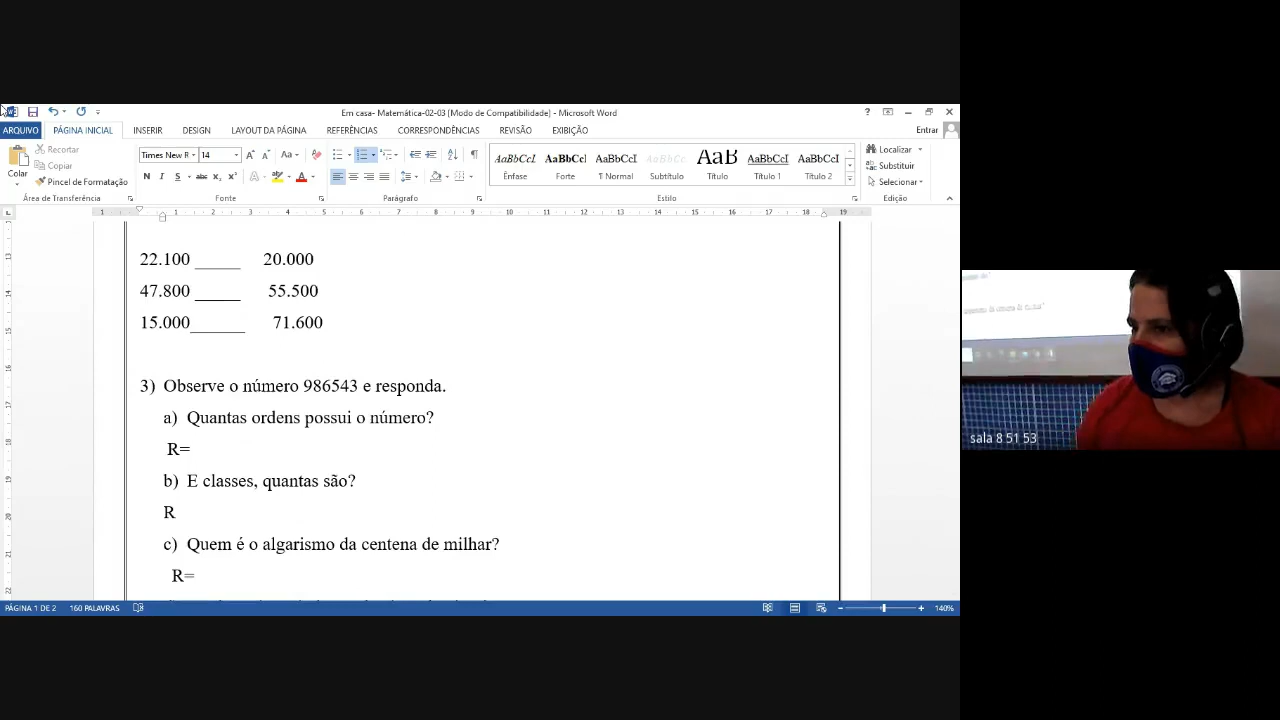 Em casa- Matemática-02-03 [Modo de Compatibilidade] - Microsoft Word
ARQUIVO PÁGINA INICIAL INSERIR DESIGN LAYOUT DA PÁGINA REFERÊNCIAS CORRESPONDÊNCIAS REVISÃO EXIBIÇÃO Entrar
Colar
Recortar
Copiar
Pincel de Formatação
Área de Transferência
Times New R 14
Fonte
Parágrafo
AaBbCcI AaBbCc AaBbCcI AaBbCcI AaB AaBbCcI AaBbCcI
Ênfase Forte ¶ Normal Subtítulo Título Título 1 Título 2
Estilo
Localizar
Substituir
Selecionar
Edição
22.100 _____ 20.000
47.800 _____ 55.500
15.000______ 71.600
3) Observe o número 986543 e responda.
a) Quantas ordens possui o número?
R=
b) E classes, quantas são?
R
c) Quem é o algarismo da centena de milhar?
R=
PÁGINA 1 DE 2 160 PALAVRAS 140%
sala 8 51 53